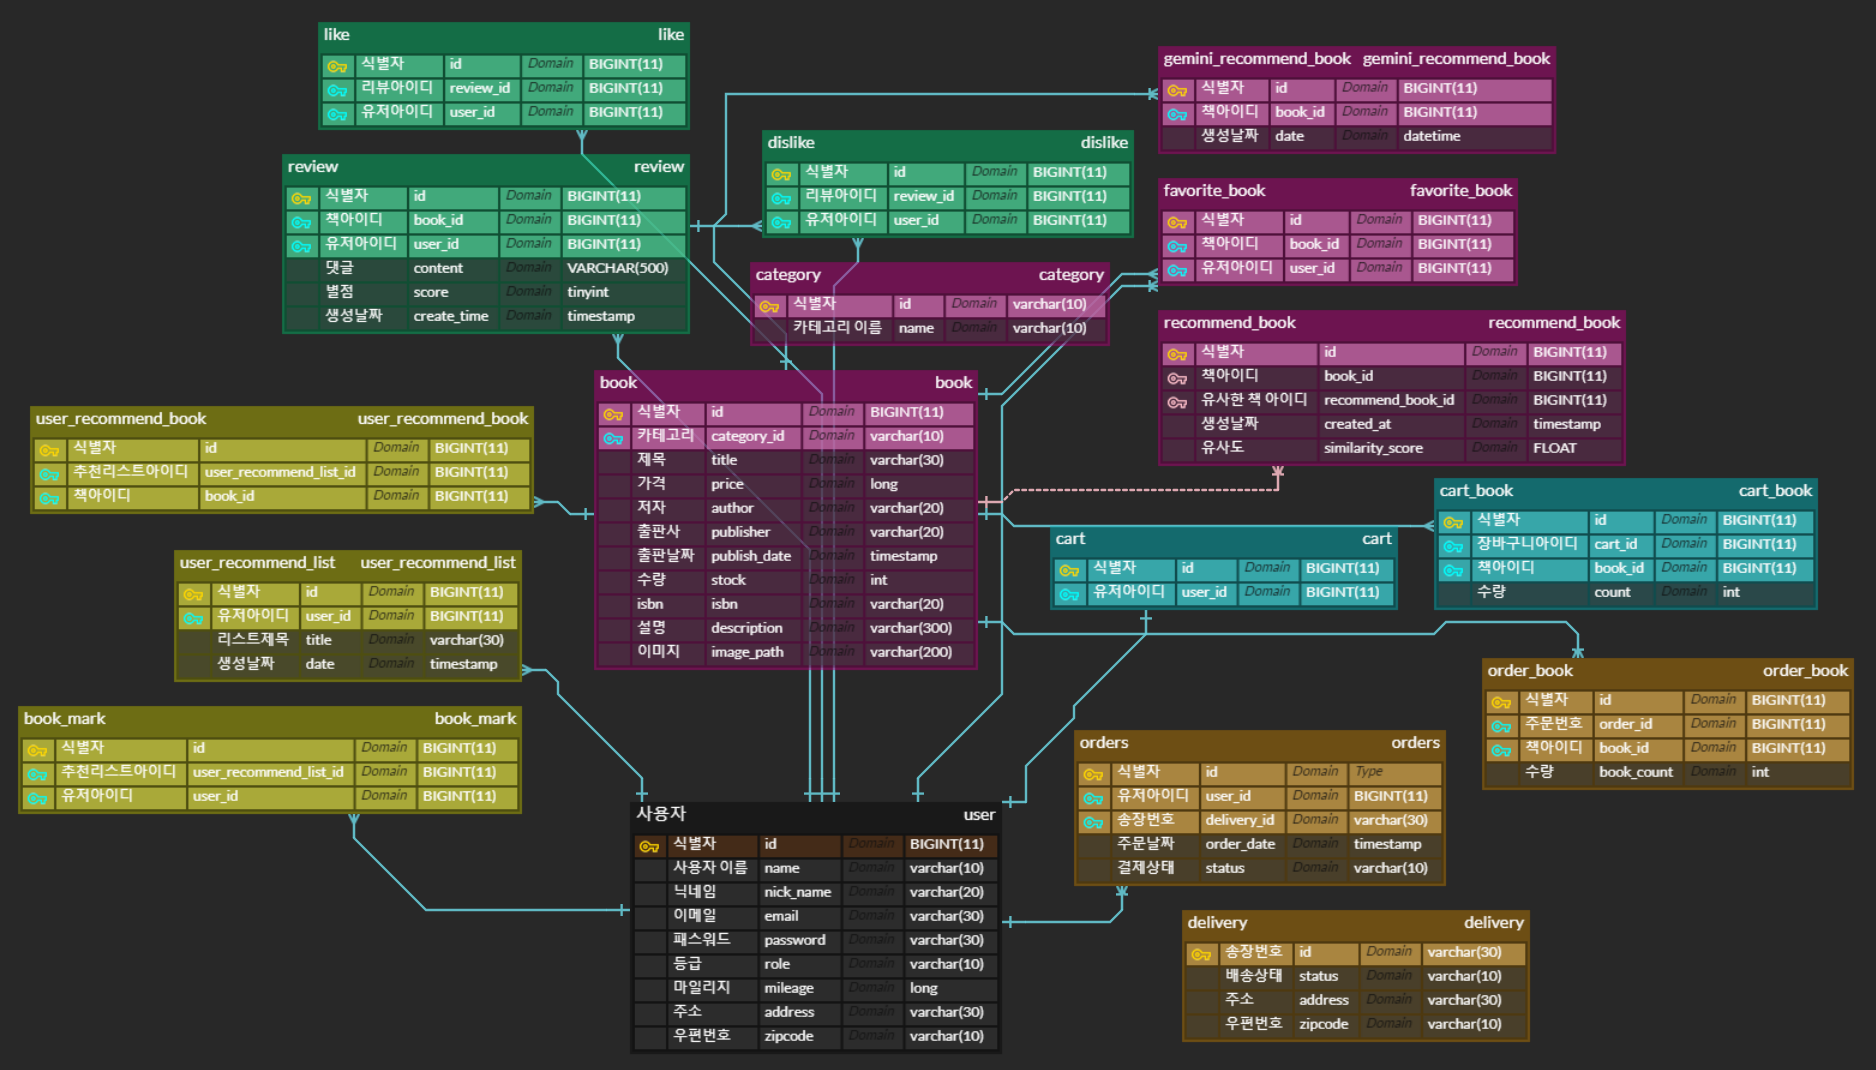 like like
식별자 id Domain BIGINT(11)
리뷰아이디 review_id Domain BIGINT(11)
유저아이디 user_id Domain BIGINT(11)
review review
식별자 id Domain BIGINT(11)
책아이디 book_id Domain BIGINT(11)
유저아이디 user_id Domain BIGINT(11)
댓글 content Domain VARCHAR(500)
별점 score Domain tinyint
생성날짜 create_time Domain timestamp
dislike dislike
식별자 id Domain BIGINT(11)
리뷰아이디 review_id Domain BIGINT(11)
유저아이디 user_id Domain BIGINT(11)
category category
식별자 id Domain varchar(10)
카테고리 이름 name Domain varchar(10)
gemini_recommend_book gemini_recommend_book
식별자 id Domain BIGINT(11)
책아이디 book_id Domain BIGINT(11)
생성날짜 date Domain datetime
favorite_book favorite_book
식별자 id Domain BIGINT(11)
책아이디 book_id Domain BIGINT(11)
유저아이디 user_id Domain BIGINT(11)
recommend_book recommend_book
식별자 id Domain BIGINT(11)
책아이디 book_id Domain BIGINT(11)
유사한 책 아이디 recommend_book_id Domain BIGINT(11)
생성날짜 created_at Domain timestamp
유사도 similarity_score Domain FLOAT
book book
식별자 id Domain BIGINT(11)
카테고리 category_id Domain varchar(10)
제목 title Domain varchar(30)
가격 price Domain long
저자 author Domain varchar(20)
출판사 publisher Domain varchar(20)
출판날짜 publish_date Domain timestamp
수량 stock Domain int
isbn isbn Domain varchar(20)
설명 description Domain varchar(300)
이미지 image_path Domain varchar(200)
user_recommend_book user_recommend_book
식별자 id Domain BIGINT(11)
추천리스트아이디 user_recommend_list_id Domain BIGINT(11)
책아이디 book_id Domain BIGINT(11)
user_recommend_list user_recommend_list
식별자 id Domain BIGINT(11)
유저아이디 user_id Domain BIGINT(11)
리스트제목 title Domain varchar(30)
생성날짜 date Domain timestamp
book_mark book_mark
식별자 id Domain BIGINT(11)
추천리스트아이디 user_recommend_list_id Domain BIGINT(11)
유저아이디 user_id Domain BIGINT(11)
cart cart
식별자 id Domain BIGINT(11)
유저아이디 user_id Domain BIGINT(11)
cart_book cart_book
식별자 id Domain BIGINT(11)
장바구니아이디 cart_id Domain BIGINT(11)
책아이디 book_id Domain BIGINT(11)
수량 count Domain int
order_book order_book
식별자 id Domain BIGINT(11)
주문번호 order_id Domain BIGINT(11)
책아이디 book_id Domain BIGINT(11)
수량 book_count Domain int
orders orders
식별자 id Domain Type
유저아이디 user_id Domain BIGINT(11)
송장번호 delivery_id Domain varchar(30)
주문날짜 order_date Domain timestamp
결제상태 status Domain varchar(10)
사용자 user
식별자 id Domain BIGINT(11)
사용자 이름 name Domain varchar(10)
닉네임 nick_name Domain varchar(20)
이메일 email Domain varchar(30)
패스워드 password Domain varchar(30)
등급 role Domain varchar(10)
마일리지 mileage Domain long
주소 address Domain varchar(30)
우편번호 zipcode Domain varchar(10)
delivery delivery
송장번호 id Domain varchar(30)
배송상태 status Domain varchar(10)
주소 address Domain varchar(30)
우편번호 zipcode Domain varchar(10)